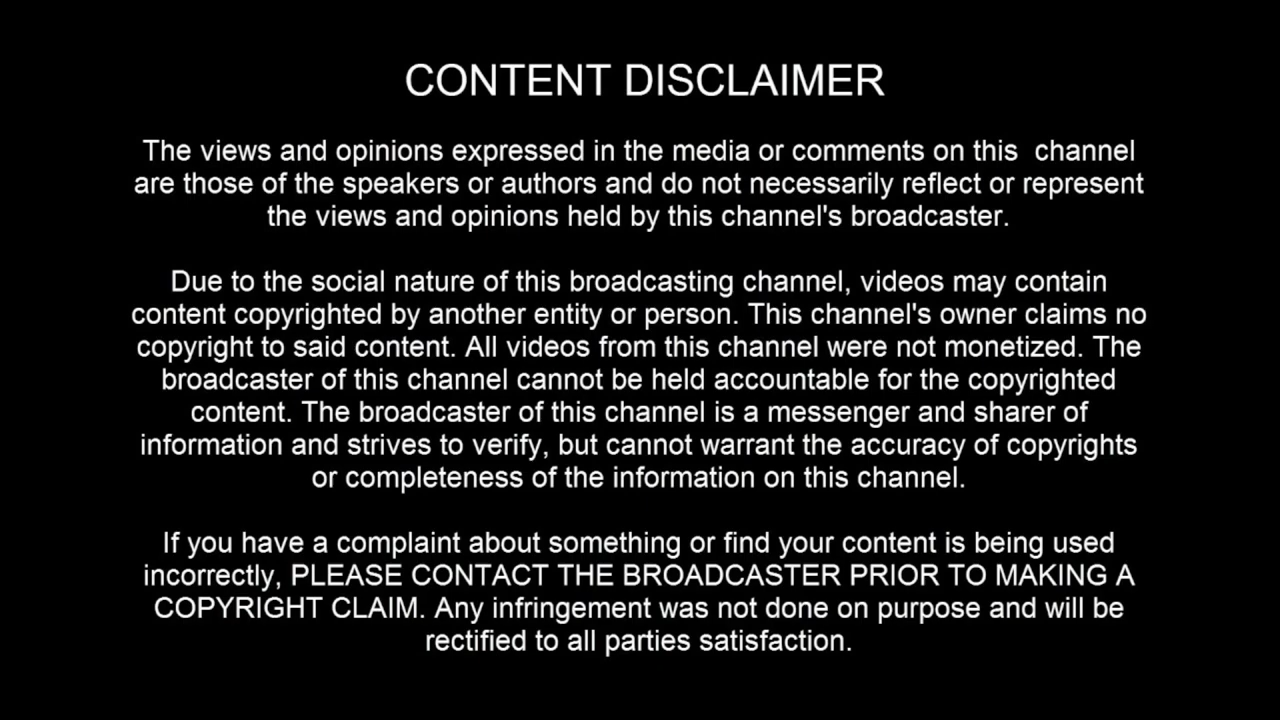 CONTENT DISCLAIMER
The views and opinions expressed in the media or comments on this  channel
are those of the speakers or authors and do not necessarily reflect or represent
the views and opinions held by this channel's broadcaster.
Due to the social nature of this broadcasting channel, videos may contain
content copyrighted by another entity or person. This channel's owner claims no
copyright to said content. All videos from this channel were not monetized. The
broadcaster of this channel cannot be held accountable for the copyrighted
content. The broadcaster of this channel is a messenger and sharer of
information and strives to verify, but cannot warrant the accuracy of copyrights
or completeness of the information on this channel.
If you have a complaint about something or find your content is being used
incorrectly, PLEASE CONTACT THE BROADCASTER PRIOR TO MAKING A
COPYRIGHT CLAIM. Any infringement was not done on purpose and will be
rectified to all parties satisfaction.